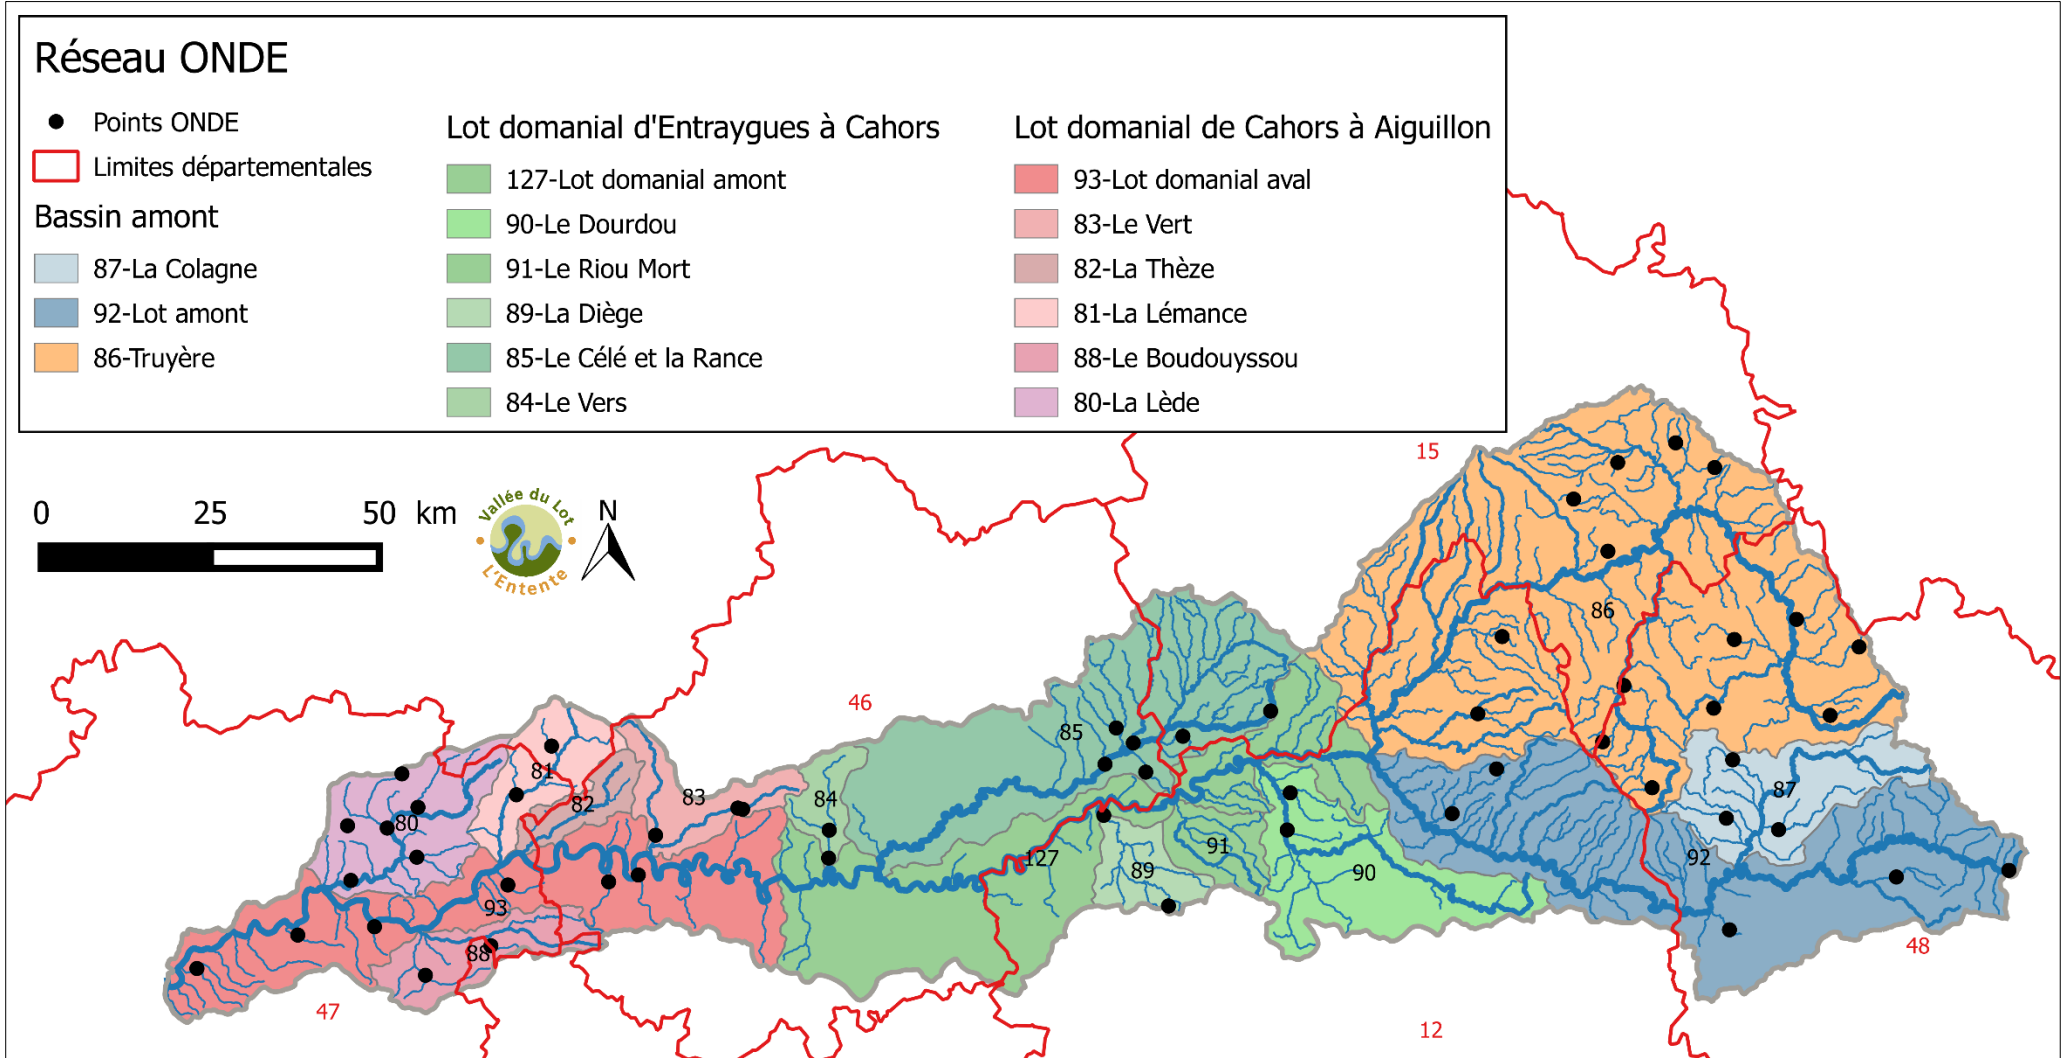 Réseau ONDE
Points ONDE
Limites départementales
Bassin amont
87-La Colagne
92-Lot amont
86-Truyère
Lot domanial d'Entraygues à Cahors
127-Lot domanial amont
90-Le Dourdou
91-Le Riou Mort
89-La Diège
85-Le Célé et la Rance
84-Le Vers
Lot domanial de Cahors à Aiguillon
93-Lot domanial aval
83-Le Vert
82-La Thèze
81-La Lémance
88-Le Boudouyssou
80-La Lède
0 25 50 km
Vallée du Lot
L'Entente
N
15
86
46
85
81
82
83
84
80
87
127
89
91
90
92
93
88
48
47
12